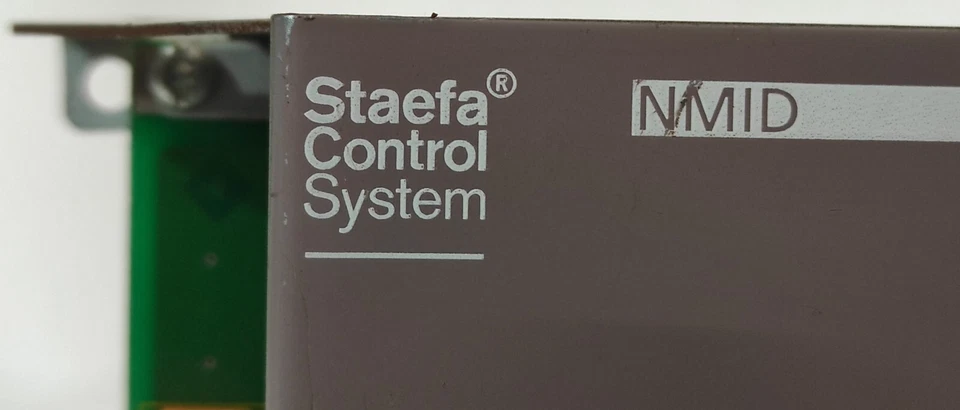 Staefa®
Control
System
NMID